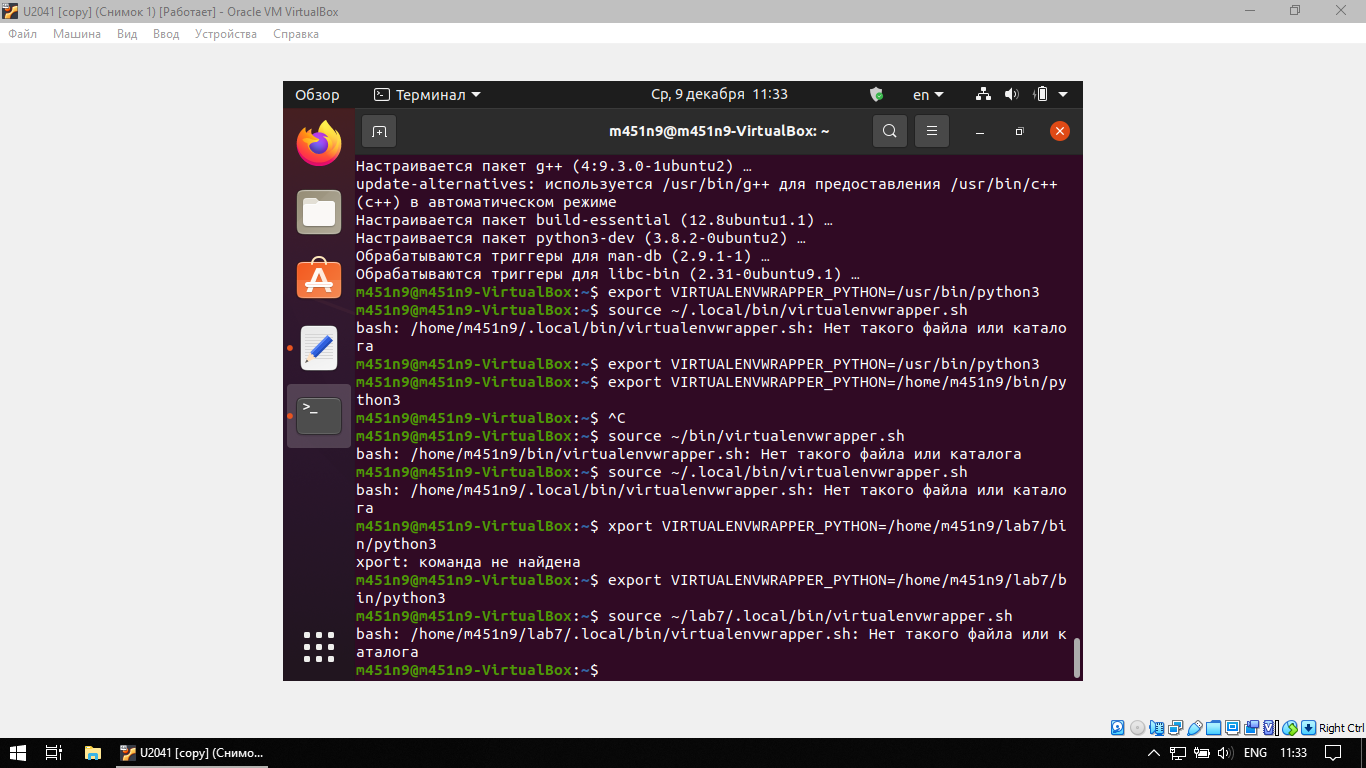 U2041 [copy] (Снимок 1) [Работает] - Oracle VM VirtualBox
Файл Машина Вид Ввод Устройства Справка
Обзор Терминал Ср, 9 декабря 11:33 en
m451n9@m451n9-VirtualBox: ~
Настраивается пакет g++ (4:9.3.0-1ubuntu2) …
update-alternatives: используется /usr/bin/g++ для предоставления /usr/bin/c++
(c++) в автоматическом режиме
Настраивается пакет build-essential (12.8ubuntu1.1) …
Настраивается пакет python3-dev (3.8.2-0ubuntu2) …
Обрабатываются триггеры для man-db (2.9.1-1) …
Обрабатываются триггеры для libc-bin (2.31-0ubuntu9.1) …
m451n9@m451n9-VirtualBox:~$ export VIRTUALENVWRAPPER_PYTHON=/usr/bin/python3
m451n9@m451n9-VirtualBox:~$ source ~/.local/bin/virtualenvwrapper.sh
bash: /home/m451n9/.local/bin/virtualenvwrapper.sh: Нет такого файла или катало
га
m451n9@m451n9-VirtualBox:~$ export VIRTUALENVWRAPPER_PYTHON=/usr/bin/python3
m451n9@m451n9-VirtualBox:~$ export VIRTUALENVWRAPPER_PYTHON=/home/m451n9/bin/py
thon3
m451n9@m451n9-VirtualBox:~$ ^C
m451n9@m451n9-VirtualBox:~$ source ~/bin/virtualenvwrapper.sh
bash: /home/m451n9/bin/virtualenvwrapper.sh: Нет такого файла или каталога
m451n9@m451n9-VirtualBox:~$ source ~/.local/bin/virtualenvwrapper.sh
bash: /home/m451n9/.local/bin/virtualenvwrapper.sh: Нет такого файла или катало
га
m451n9@m451n9-VirtualBox:~$ xport VIRTUALENVWRAPPER_PYTHON=/home/m451n9/lab7/bi
n/python3
xport: команда не найдена
m451n9@m451n9-VirtualBox:~$ export VIRTUALENVWRAPPER_PYTHON=/home/m451n9/lab7/b
in/python3
m451n9@m451n9-VirtualBox:~$ source ~/lab7/.local/bin/virtualenvwrapper.sh
bash: /home/m451n9/lab7/.local/bin/virtualenvwrapper.sh: Нет такого файла или к
аталога
m451n9@m451n9-VirtualBox:~$
Right Ctrl
U2041 [copy] (Снимо... ENG 11:33